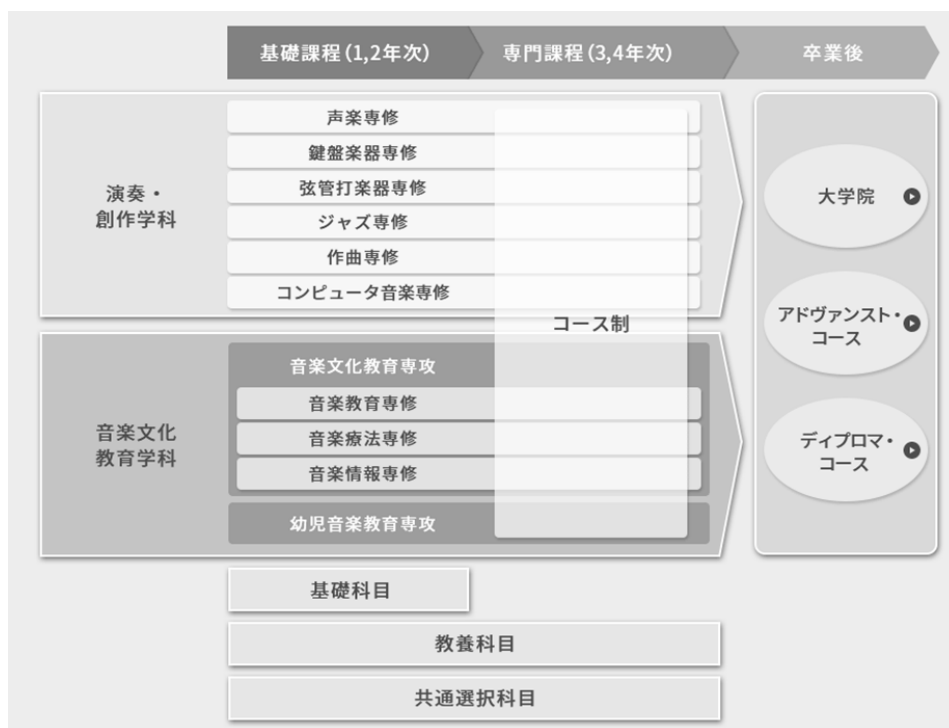 基礎課程(1,2年次)
専門課程(3,4年次)
卒業後
演奏・
創作学科
声楽専修
鍵盤楽器専修
弦管打楽器専修
ジャズ専修
作曲専修
コンピュータ音楽専修
コース制
音楽文化
教育学科
音楽文化教育専攻
音楽教育専修
音楽療法専修
音楽情報専修
幼児音楽教育専攻
大学院
アドヴァンスト・
コース
ディプロマ・
コース
基礎科目
教養科目
共通選択科目